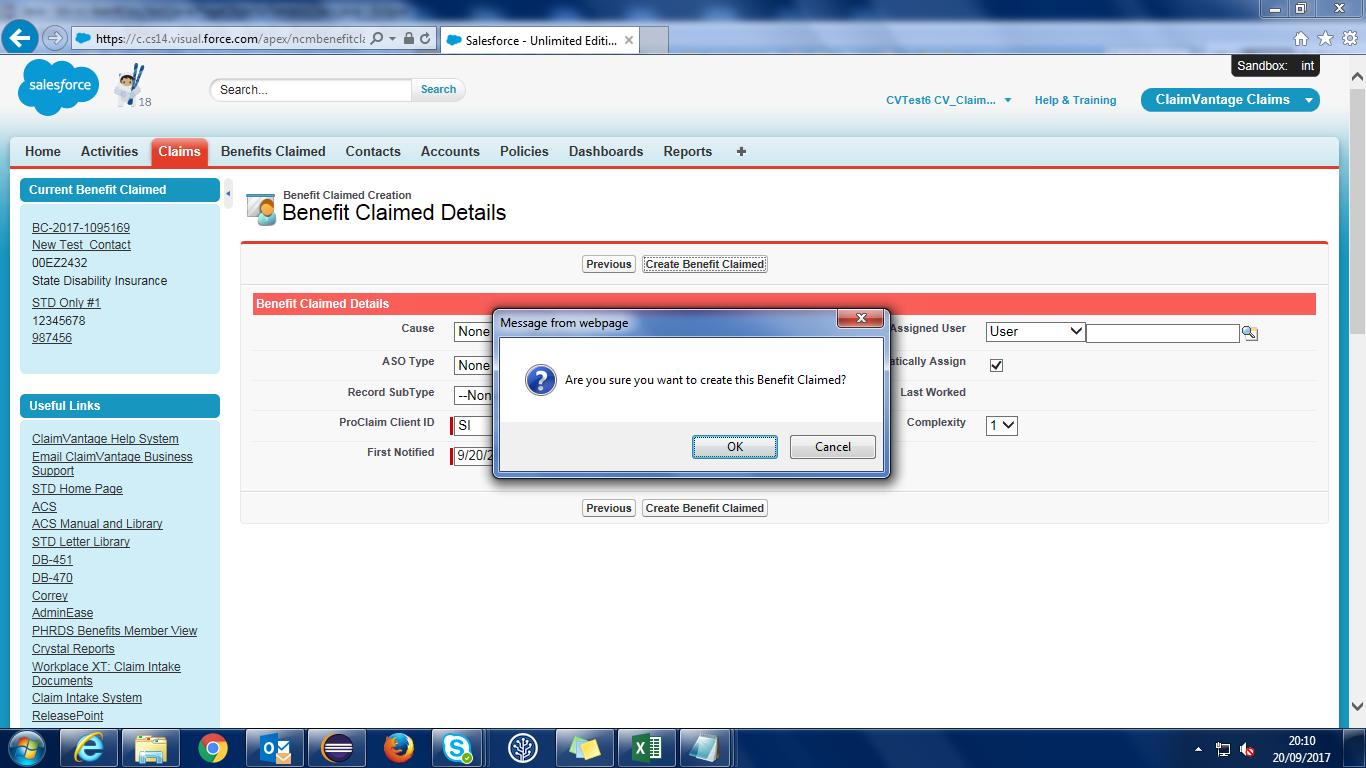 https://c.cs14.visual.force.com/apex/ncmbenefitcla
Salesforce - Unlimited Editi...
Sandbox: int
salesforce
18
Search...
Search
CVTest6 CV_Claim...
Help & Training
ClaimVantage Claims
Home
Activities
Claims
Benefits Claimed
Contacts
Accounts
Policies
Dashboards
Reports
Current Benefit Claimed
BC-2017-1095169
New Test_Contact
00EZ2432
State Disability Insurance
STD Only #1
12345678
987456
Useful Links
ClaimVantage Help System
Email ClaimVantage Business
Support
STD Home Page
ACS
ACS Manual and Library
STD Letter Library
DB-451
DB-470
Correy
AdminEase
PHRDS Benefits Member View
Crystal Reports
Workplace XT: Claim Intake
Documents
Claim Intake System
ReleasePoint
Benefit Claimed Creation
Benefit Claimed Details
Previous
Create Benefit Claimed
Benefit Claimed Details
Cause
None
Assigned User
User
ASO Type
None
atically Assign
Record SubType
--Non
Last Worked
ProClaim Client ID
SI
Complexity
1
First Notified
9/20/2
Message from webpage
Are you sure you want to create this Benefit Claimed?
OK
Cancel
Previous
Create Benefit Claimed
20:10
20/09/2017